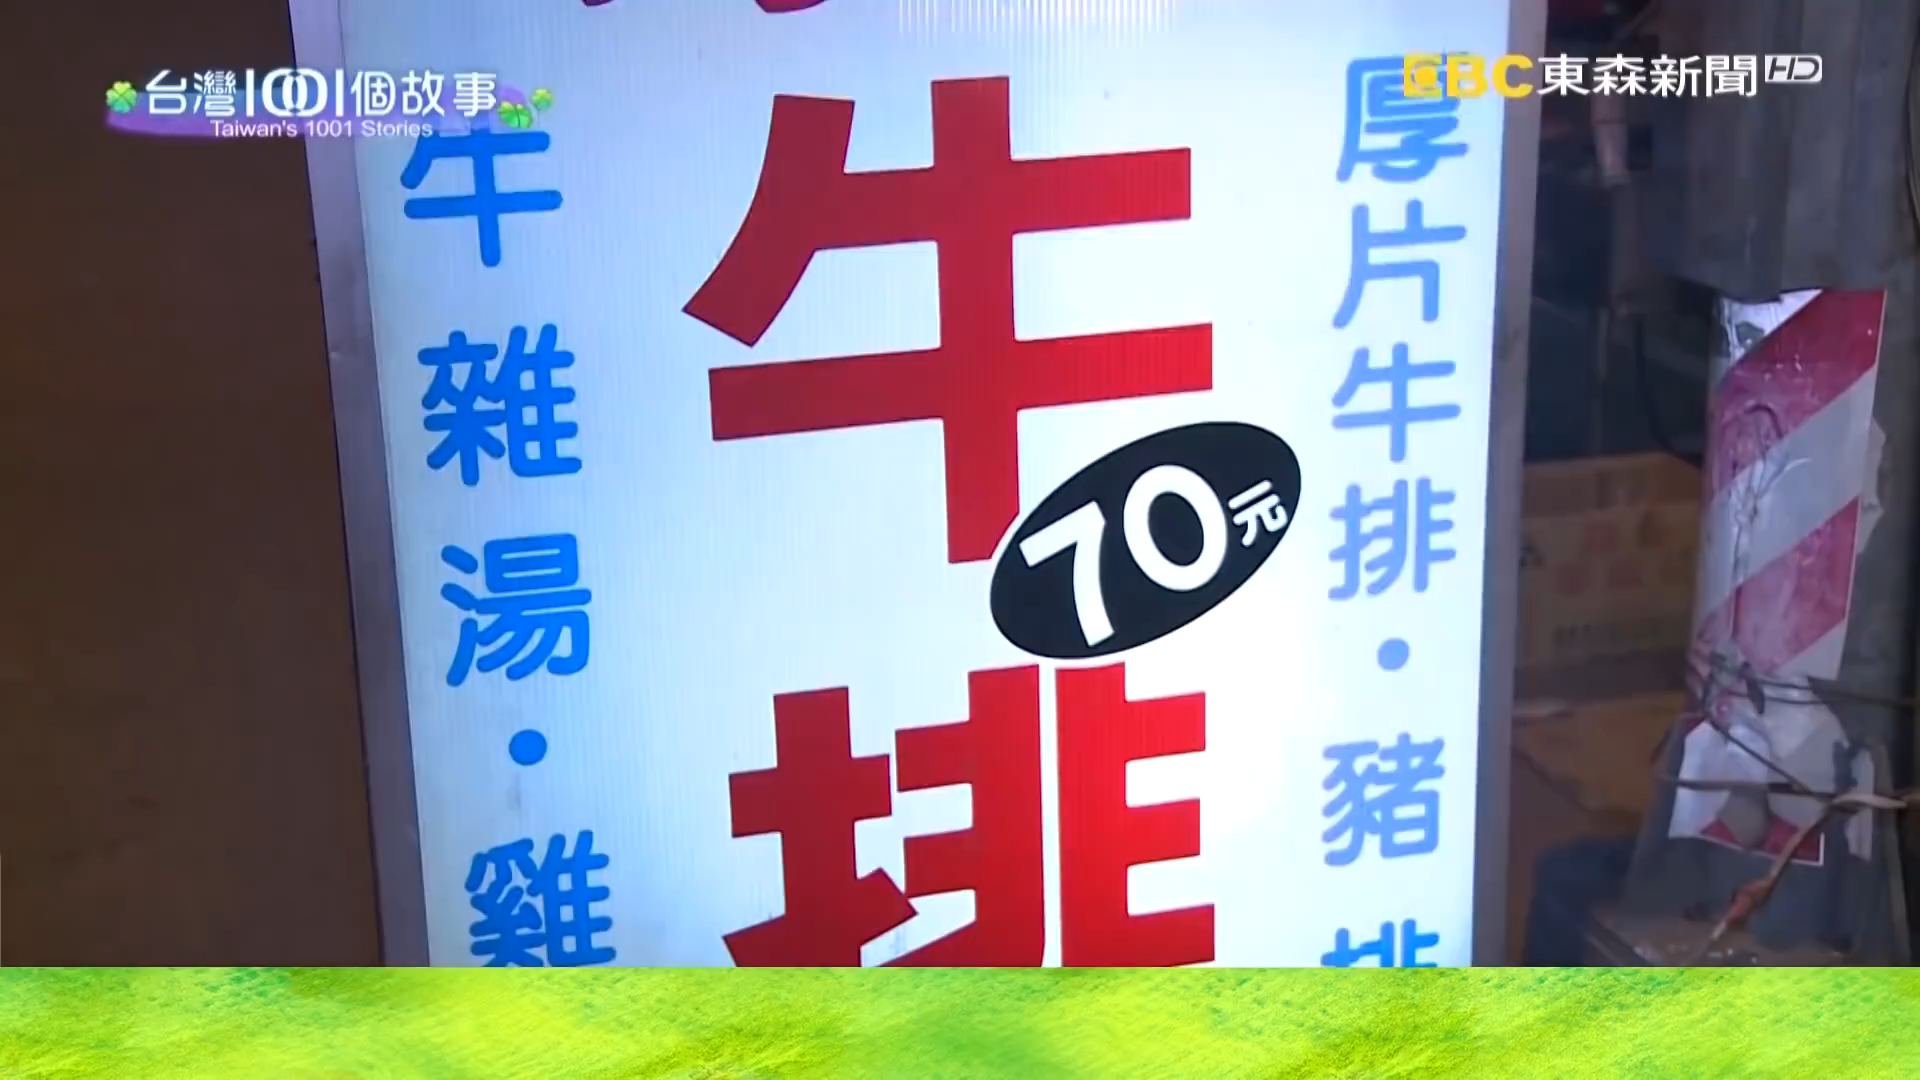 台灣1001個故事
Taiwan's 1001 Stories
EBC東森新聞HD
厚片牛排・豬排
牛排
70元
牛雜湯・雞